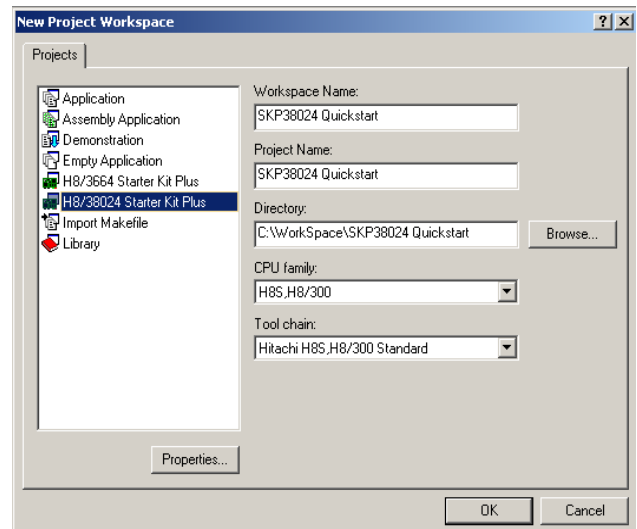 New Project Workspace
Projects
Application
Assembly Application
Demonstration
Empty Application
H8/3664 Starter Kit Plus
H8/38024 Starter Kit Plus
Import Makefile
Library
Properties...
Workspace Name:
SKP38024 Quickstart
Project Name:
SKP38024 Quickstart
Directory:
C:\WorkSpace\SKP38024 Quickstart
Browse...
CPU family:
H8S,H8/300
Tool chain:
Hitachi H8S,H8/300 Standard
OK
Cancel